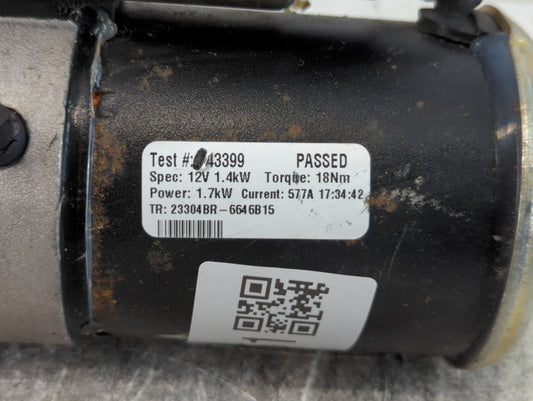 Test #: 43399 PASSED
Spec: 12V 1.4kW Torque: 18Nm
Power: 1.7kW Current: 577A 17:34:42
TR: 23304BR-6646B15